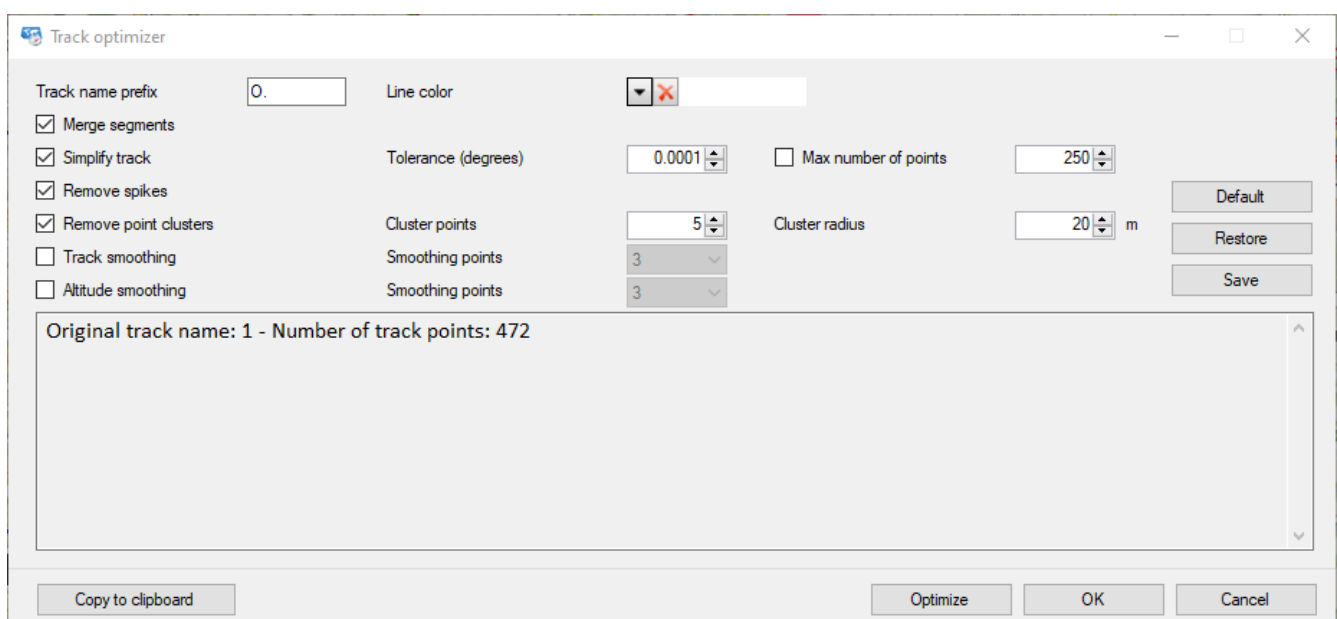 Track optimizer
Track name prefix O. Line color
Merge segments
Simplify track Tolerance (degrees) 0.0001 Max number of points 250
Remove spikes
Default
Remove point clusters Cluster points 5 Cluster radius 20 m
Restore
Track smoothing Smoothing points 3
Save
Altitude smoothing Smoothing points 3
Original track name: 1 - Number of track points: 472
Copy to clipboard Optimize OK Cancel